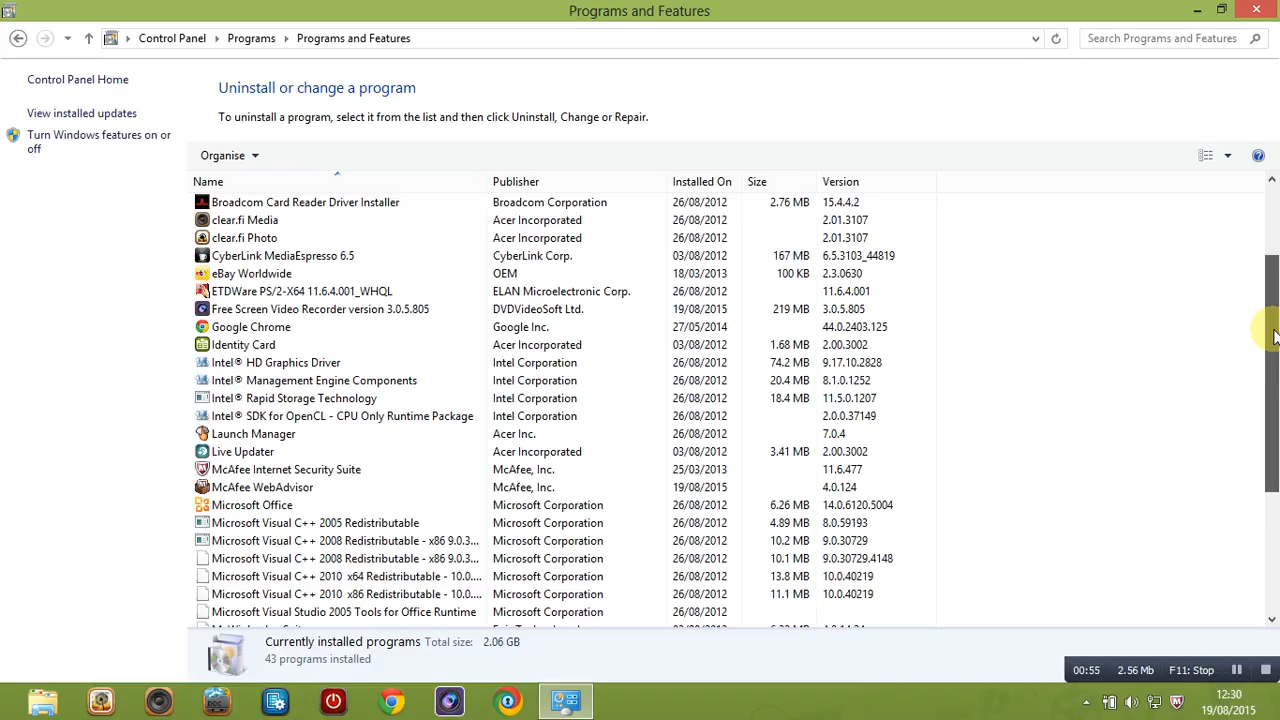 Programs and Features
Control Panel Programs Programs and Features
Search Programs and Features
Control Panel Home
View installed updates
Turn Windows features on or off
Uninstall or change a program
To uninstall a program, select it from the list and then click Uninstall, Change or Repair.
Organise
Name Publisher Installed On Size Version
Broadcom Card Reader Driver Installer Broadcom Corporation 26/08/2012 2.76 MB 15.4.4.2
clear.fi Media Acer Incorporated 26/08/2012 2.01.3107
clear.fi Photo Acer Incorporated 26/08/2012 2.01.3107
CyberLink MediaEspresso 6.5 CyberLink Corp. 03/08/2012 167 MB 6.5.3103_44819
eBay Worldwide OEM 18/03/2013 100 KB 2.3.0630
ETDWare PS/2-X64 11.6.4.001_WHQL ELAN Microelectronic Corp. 26/08/2012 11.6.4.001
Free Screen Video Recorder version 3.0.5.805 DVDVideoSoft Ltd. 19/08/2015 219 MB 3.0.5.805
Google Chrome Google Inc. 27/05/2014 44.0.2403.125
Identity Card Acer Incorporated 03/08/2012 1.68 MB 2.00.3002
Intel® HD Graphics Driver Intel Corporation 26/08/2012 74.2 MB 9.17.10.2828
Intel® Management Engine Components Intel Corporation 26/08/2012 20.4 MB 8.1.0.1252
Intel® Rapid Storage Technology Intel Corporation 26/08/2012 18.4 MB 11.5.0.1207
Intel® SDK for OpenCL - CPU Only Runtime Package Intel Corporation 26/08/2012 2.0.0.37149
Launch Manager Acer Inc. 26/08/2012 7.0.4
Live Updater Acer Incorporated 03/08/2012 3.41 MB 2.00.3002
McAfee Internet Security Suite McAfee, Inc. 25/03/2013 11.6.477
McAfee WebAdvisor McAfee, Inc. 19/08/2015 4.0.124
Microsoft Office Microsoft Corporation 26/08/2012 6.26 MB 14.0.6120.5004
Microsoft Visual C++ 2005 Redistributable Microsoft Corporation 26/08/2012 4.89 MB 8.0.59193
Microsoft Visual C++ 2008 Redistributable - x86 9.0.3... Microsoft Corporation 26/08/2012 10.2 MB 9.0.30729
Microsoft Visual C++ 2008 Redistributable - x86 9.0.3... Microsoft Corporation 26/08/2012 10.1 MB 9.0.30729.4148
Microsoft Visual C++ 2010 x64 Redistributable - 10.0.... Microsoft Corporation 26/08/2012 13.8 MB 10.0.40219
Microsoft Visual C++ 2010 x86 Redistributable - 10.0.... Microsoft Corporation 26/08/2012 11.1 MB 10.0.40219
Microsoft Visual Studio 2005 Tools for Office Runtime Microsoft Corporation 26/08/2012
Currently installed programs Total size: 2.06 GB
43 programs installed
00:55 2.56 Mb F11: Stop
12:30
19/08/2015